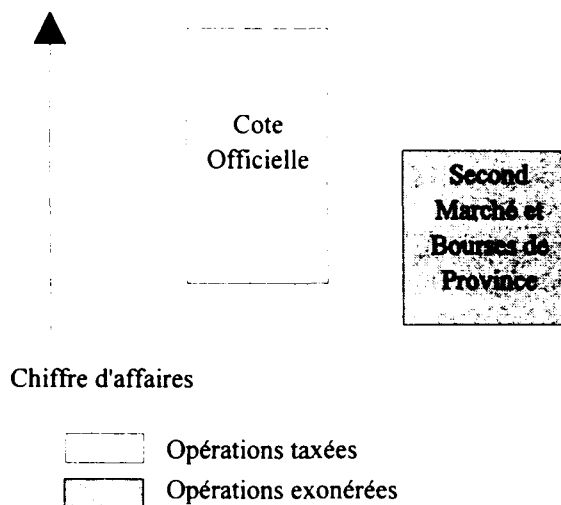 Cote
Officielle
Second
Marché et
Bourses de
Province
Chiffre d'affaires
Opérations taxées
Opérations exonérées